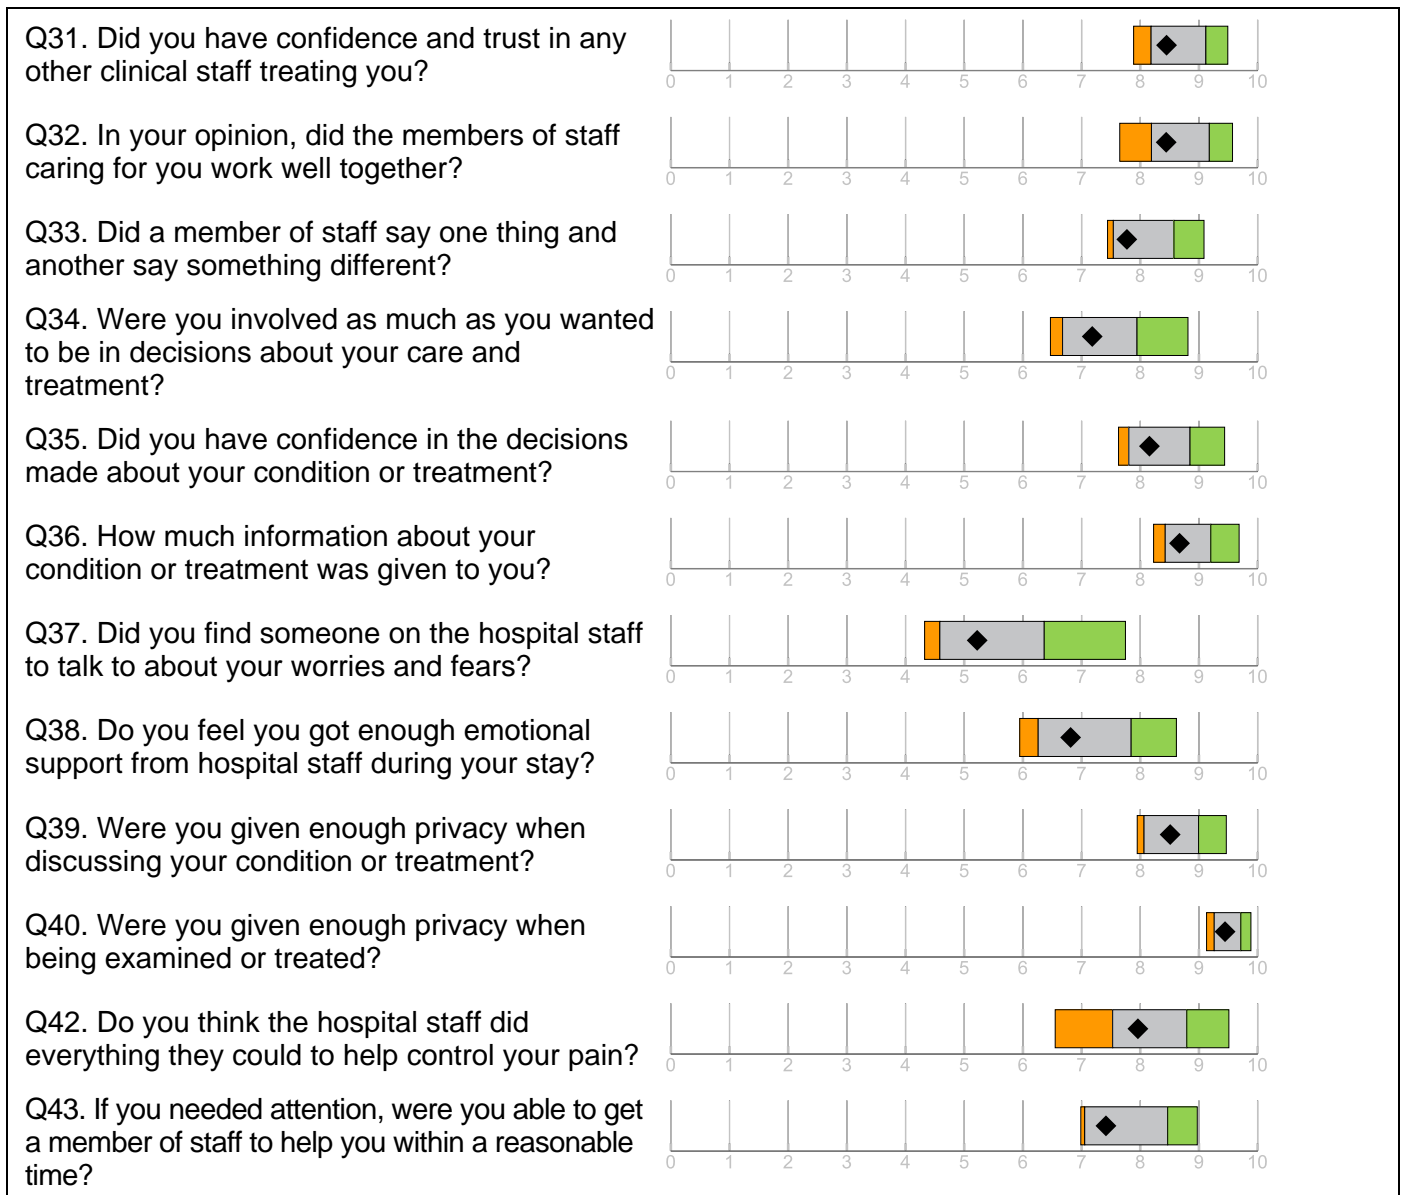 Q31. Did you have confidence and trust in any
other clinical staff treating you?
0 1 2 3 4 5 6 7 8 9 10
Q32. In your opinion, did the members of staff
caring for you work well together?
0 1 2 3 4 5 6 7 8 9 10
Q33. Did a member of staff say one thing and
another say something different?
0 1 2 3 4 5 6 7 8 9 10
Q34. Were you involved as much as you wanted
to be in decisions about your care and
treatment?
0 1 2 3 4 5 6 7 8 9 10
Q35. Did you have confidence in the decisions
made about your condition or treatment?
0 1 2 3 4 5 6 7 8 9 10
Q36. How much information about your
condition or treatment was given to you?
0 1 2 3 4 5 6 7 8 9 10
Q37. Did you find someone on the hospital staff
to talk to about your worries and fears?
0 1 2 3 4 5 6 7 8 9 10
Q38. Do you feel you got enough emotional
support from hospital staff during your stay?
0 1 2 3 4 5 6 7 8 9 10
Q39. Were you given enough privacy when
discussing your condition or treatment?
0 1 2 3 4 5 6 7 8 9 10
Q40. Were you given enough privacy when
being examined or treated?
0 1 2 3 4 5 6 7 8 9 10
Q42. Do you think the hospital staff did
everything they could to help control your pain?
0 1 2 3 4 5 6 7 8 9 10
Q43. If you needed attention, were you able to get
a member of staff to help you within a reasonable
time?
0 1 2 3 4 5 6 7 8 9 10